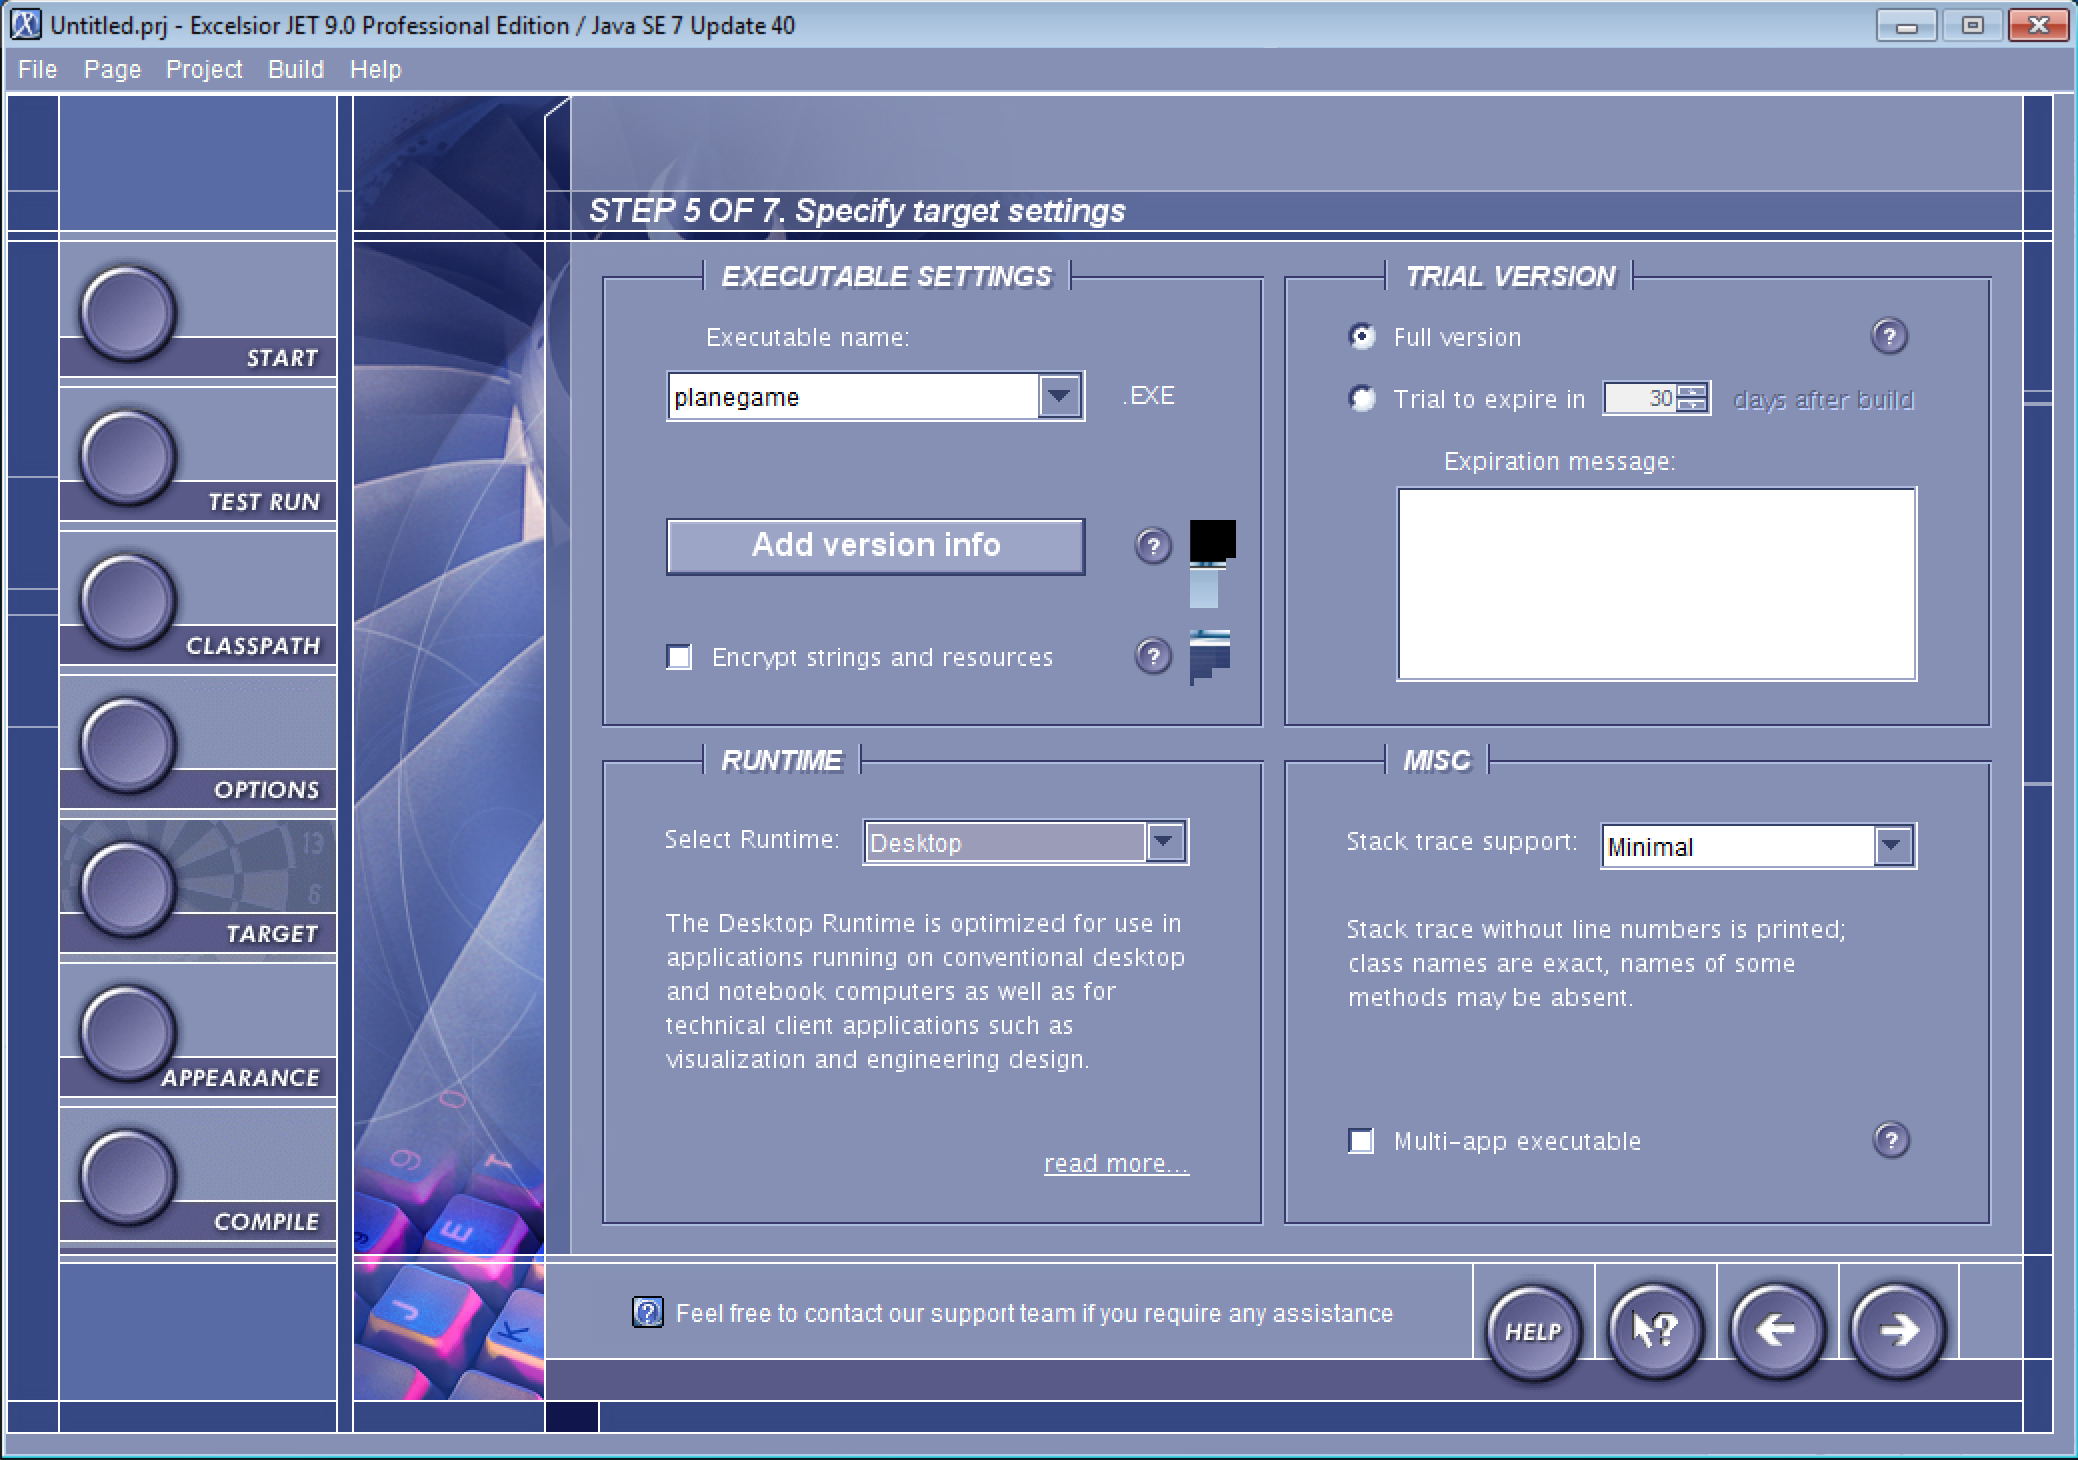 Untitled.prj - Excelsior JET 9.0 Professional Edition / Java SE 7 Update 40
File Page Project Build Help
STEP 5 OF 7. Specify target settings
START
TEST RUN
CLASSPATH
OPTIONS
13
6
TARGET
APPEARANCE
COMPILE
EXECUTABLE SETTINGS
Executable name:
planegame .EXE
Add version info ?
Encrypt strings and resources ?
TRIAL VERSION
Full version ?
Trial to expire in 30 days after build
Expiration message:
RUNTIME
Select Runtime: Desktop
The Desktop Runtime is optimized for use in
applications running on conventional desktop
and notebook computers as well as for
technical client applications such as
visualization and engineering design.
read more...
MISC
Stack trace support: Minimal
Stack trace without line numbers is printed;
class names are exact, names of some
methods may be absent.
Multi-app executable ?
0
9 T
E
J
K
? Feel free to contact our support team if you require any assistance
HELP ?